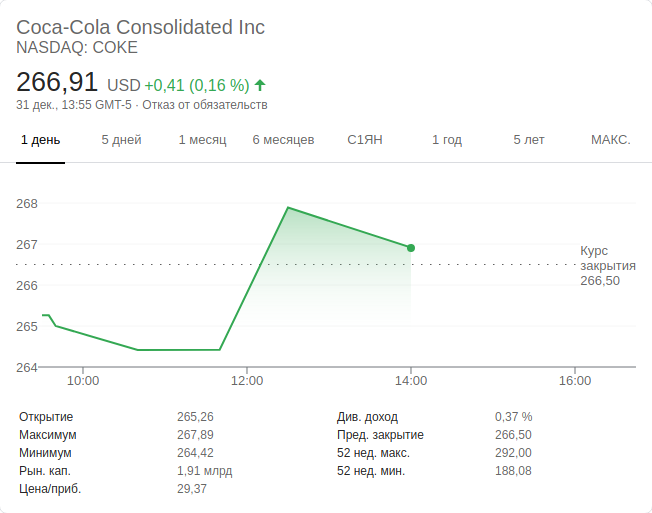 Coca-Cola Consolidated Inc
NASDAQ: COKE
266,91 USD +0,41 (0,16 %)
31 дек., 13:55 GMT-5 · Отказ от обязательств
1 день 5 дней 1 месяц 6 месяцев С1ЯН 1 год 5 лет МАКС.
268
267
266
265
264
Курс
закрытия
266,50
10:00 12:00 14:00 16:00
Открытие 265,26 Див. доход 0,37 %
Максимум 267,89 Пред. закрытие 266,50
Минимум 264,42 52 нед. макс. 292,00
Рын. кап. 1,91 млрд 52 нед. мин. 188,08
Цена/приб. 29,37